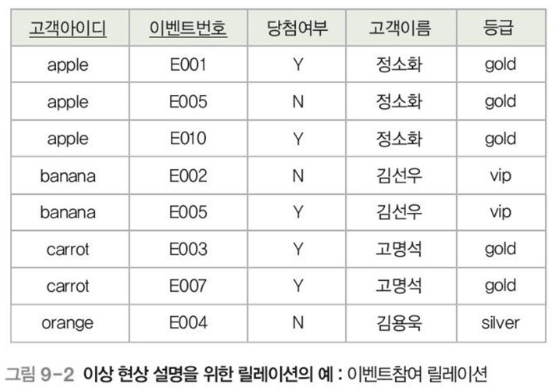 고객아이디 이벤트번호 당첨여부 고객이름 등급
apple E001 Y 정소화 gold
apple E005 N 정소화 gold
apple E010 Y 정소화 gold
banana E002 N 김선우 vip
banana E005 Y 김선우 vip
carrot E003 Y 고명석 gold
carrot E007 Y 고명석 gold
orange E004 N 김용욱 silver
그림 9-2 이상 현상 설명을 위한 릴레이션의 예 : 이벤트참여 릴레이션